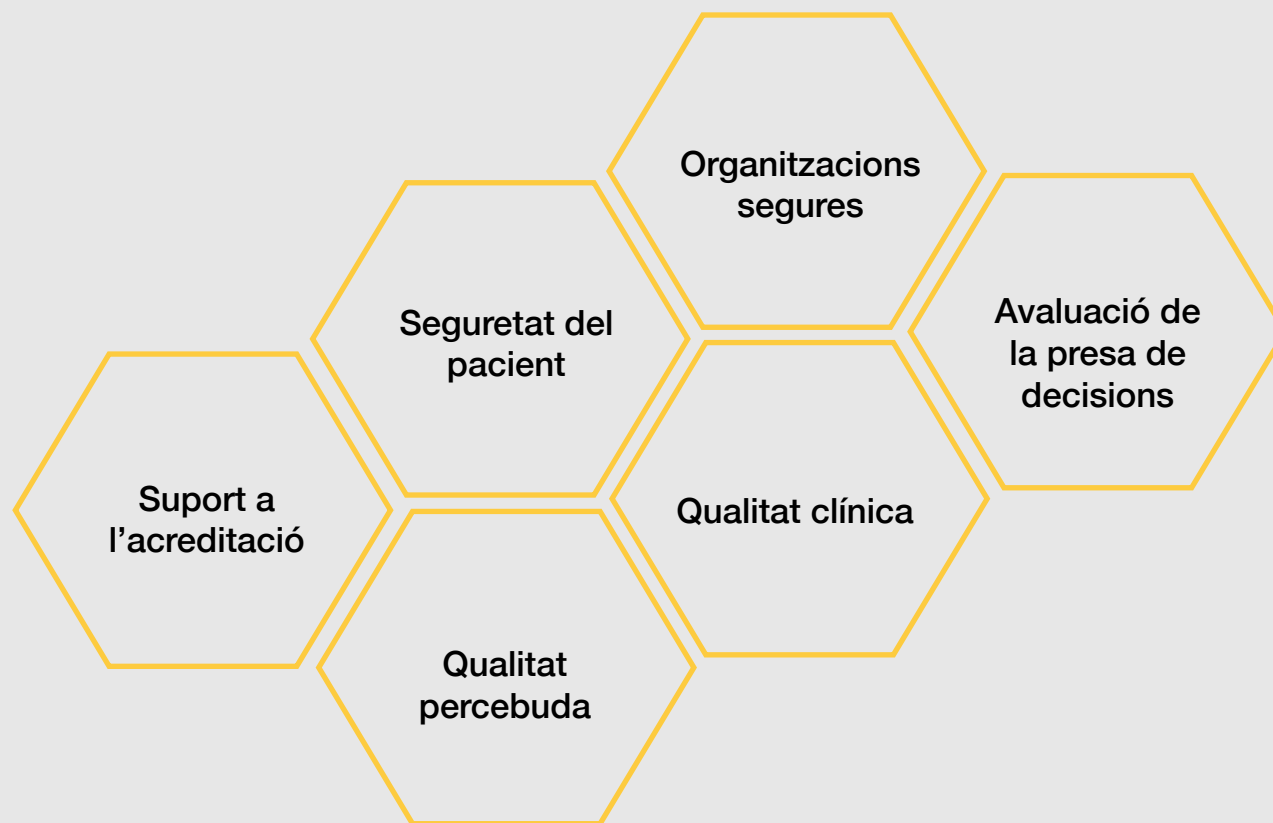 Organitzacions
segures
Seguretat del
pacient
Avaluació de
la presa de
decisions
Suport a
l’acreditació
Qualitat clínica
Qualitat
percebuda